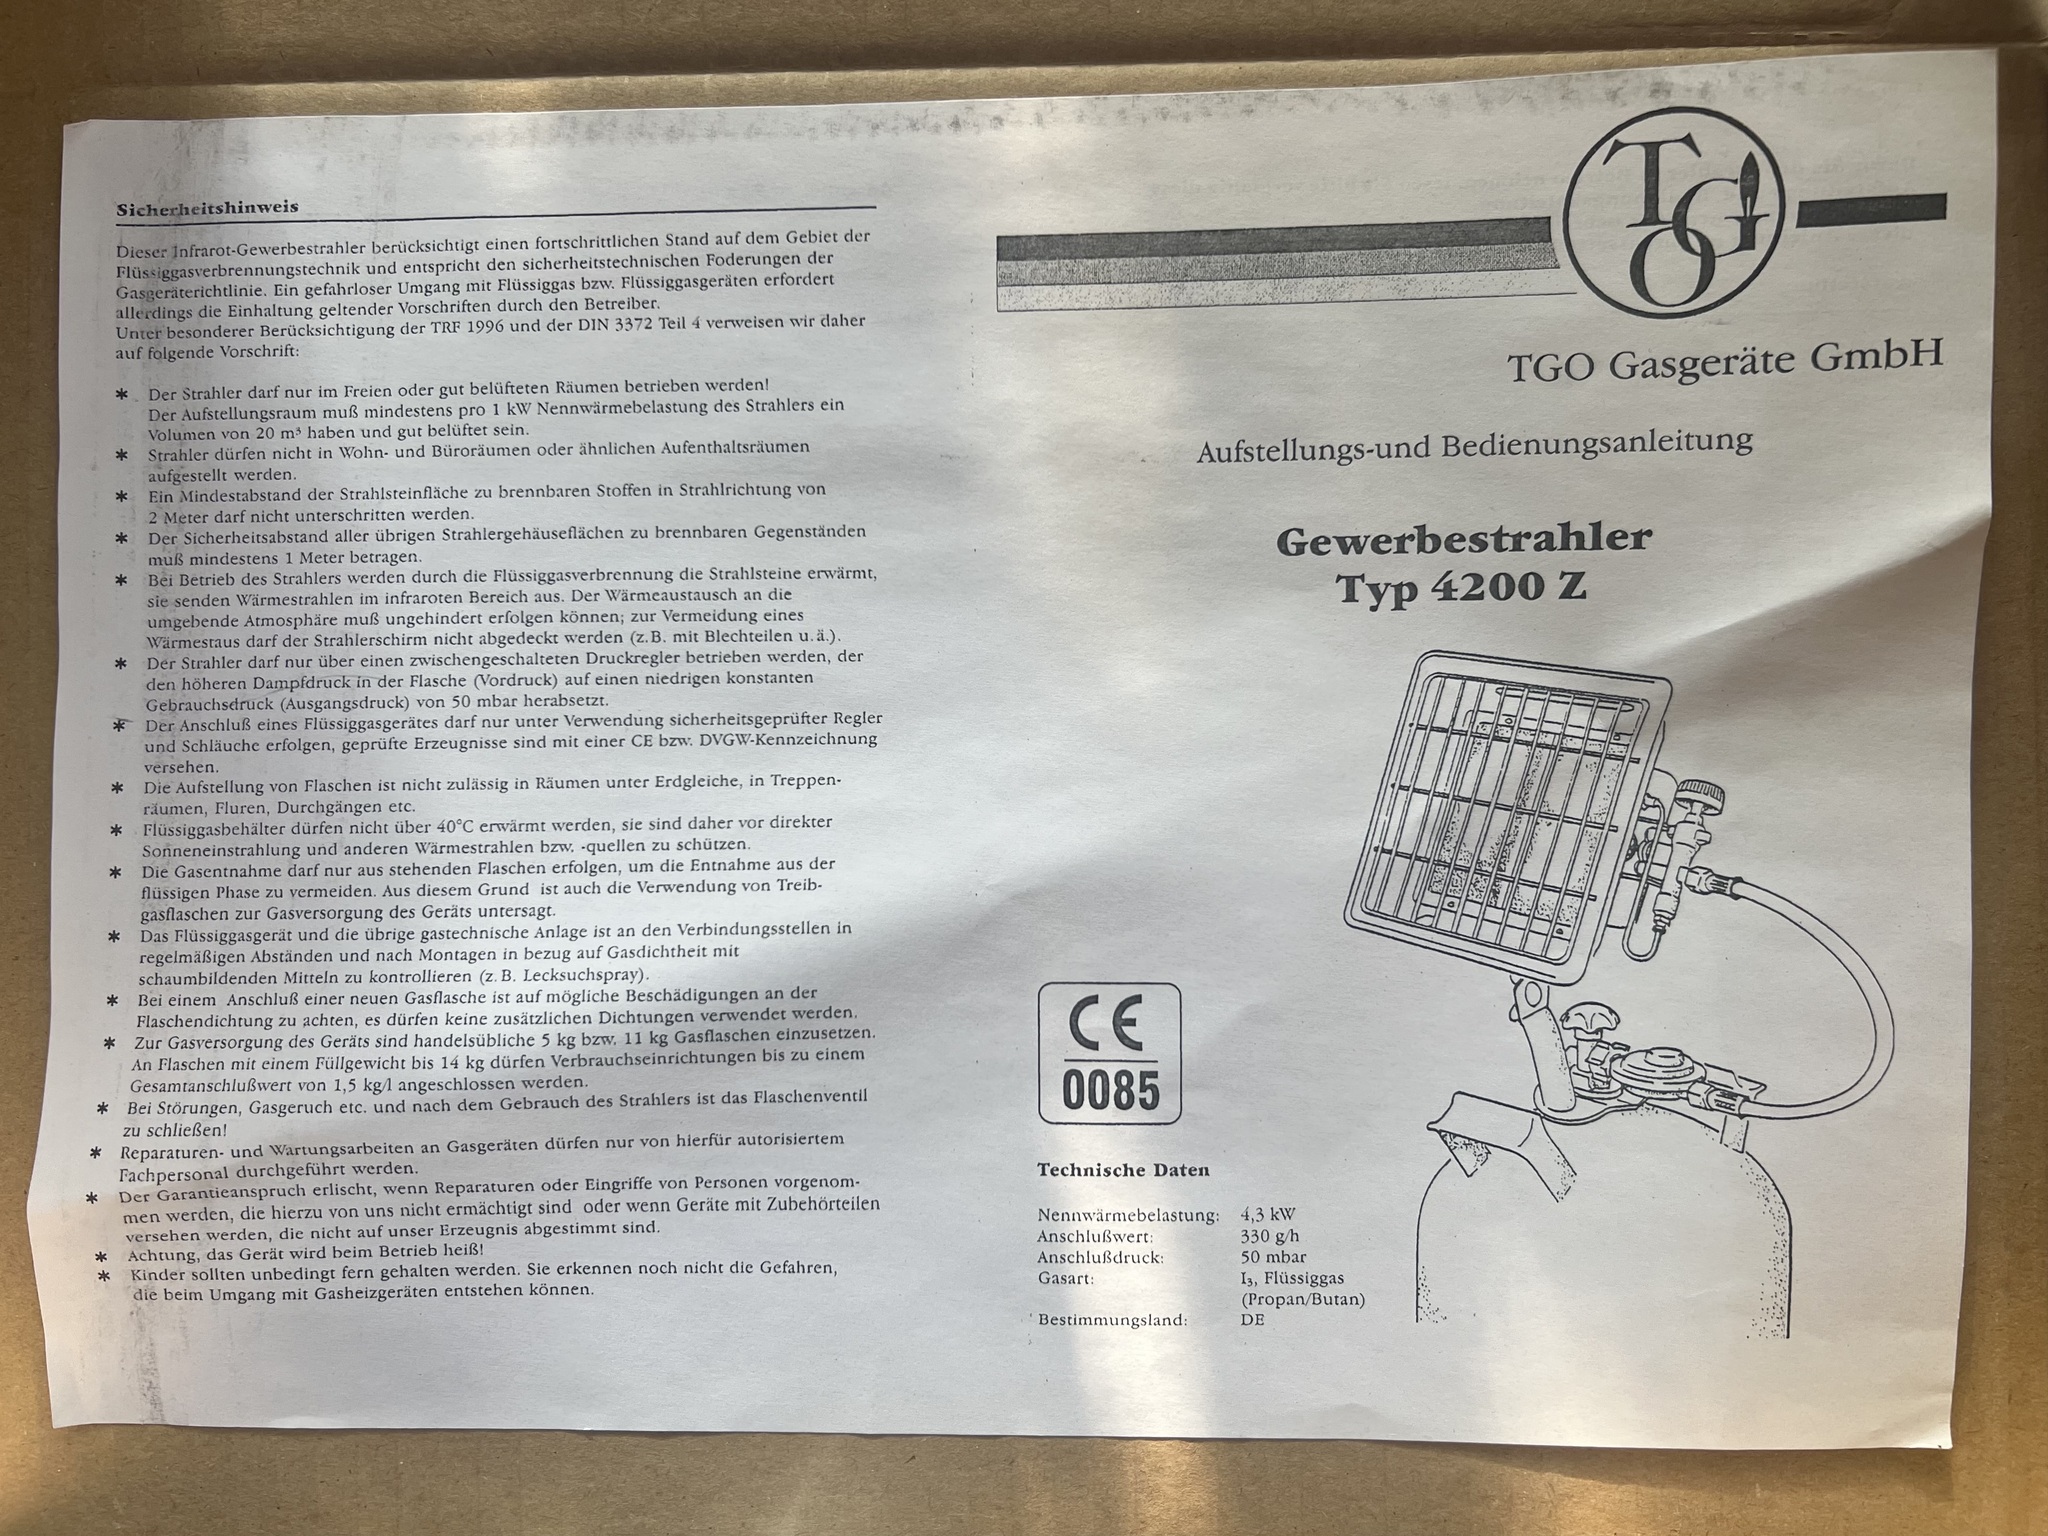 Sicherheitshinweis
Dieser Infrarot-Gewerbestrahler berücksichtigt einen fortschrittlichen Stand auf dem Gebiet der
Flüssiggasverbrennungstechnik und entspricht den sicherheitstechnischen Foderungen der
Gasgeräterichtlinie. Ein gefahrloser Umgang mit Flüssiggas bzw. Flüssiggasgeräten erfordert
allerdings die Einhaltung geltender Vorschriften durch den Betreiber.
Unter besonderer Berücksichtigung der TRF 1996 und der DIN 3372 Teil 4 verweisen wir daher
auf folgende Vorschrift:
* Der Strahler darf nur im Freien oder gut belüfteten Räumen betrieben werden!
Der Aufstellungsraum muß mindestens pro 1 kW Nennwärmebelastung des Strahlers ein
Volumen von 20 m³ haben und gut belüftet sein.
* Strahler dürfen nicht in Wohn- und Büroräumen oder ähnlichen Aufenthaltsräumen
aufgestellt werden.
* Ein Mindestabstand der Strahlsteinfläche zu brennbaren Stoffen in Strahlrichtung von
2 Meter darf nicht unterschritten werden.
* Der Sicherheitsabstand aller übrigen Strahlergehäuseflächen zu brennbaren Gegenständen
muß mindestens 1 Meter betragen.
* Bei Betrieb des Strahlers werden durch die Flüssiggasverbrennung die Strahlsteine erwärmt,
sie senden Wärmestrahlen im infraroten Bereich aus. Der Wärmeaustausch an die
umgebende Atmosphäre muß ungehindert erfolgen können; zur Vermeidung eines
Wärmestaus darf der Strahlerschirm nicht abgedeckt werden (z.B. mit Blechteilen u.ä.).
* Der Strahler darf nur über einen zwischengeschalteten Druckregler betrieben werden, der
den höheren Dampfdruck in der Flasche (Vordruck) auf einen niedrigen konstanten
Gebrauchsdruck (Ausgangsdruck) von 50 mbar herabsetzt.
* Der Anschluß eines Flüssiggasgerätes darf nur unter Verwendung sicherheitsgeprüfter Regler
und Schläuche erfolgen, geprüfte Erzeugnisse sind mit einer CE bzw. DVGW-Kennzeichnung
versehen.
* Die Aufstellung von Flaschen ist nicht zulässig in Räumen unter Erdgleiche, in Treppen-
räumen, Fluren, Durchgängen etc.
* Flüssiggasbehälter dürfen nicht über 40°C erwärmt werden, sie sind daher vor direkter
Sonneneinstrahlung und anderen Wärmestrahlen bzw. -quellen zu schützen.
* Die Gasentnahme darf nur aus stehenden Flaschen erfolgen, um die Entnahme aus der
flüssigen Phase zu vermeiden. Aus diesem Grund ist auch die Verwendung von Treib-
gasflaschen zur Gasversorgung des Geräts untersagt.
* Das Flüssiggasgerät und die übrige gastechnische Anlage ist an den Verbindungsstellen in
regelmäßigen Abständen und nach Montagen in bezug auf Gasdichtheit mit
schaumbildenden Mitteln zu kontrollieren (z.B. Lecksuchspray).
* Bei einem Anschluß einer neuen Gasflasche ist auf mögliche Beschädigungen an der
Flaschendichtung zu achten, es dürfen keine zusätzlichen Dichtungen verwendet werden.
* Zur Gasversorgung des Geräts sind handelsübliche 5 kg bzw. 11 kg Gasflaschen einzusetzen.
An Flaschen mit einem Füllgewicht bis 14 kg dürfen Verbrauchseinrichtungen bis zu einem
Gesamtanschlußwert von 1,5 kg/l angeschlossen werden.
* Bei Störungen, Gasgeruch etc. und nach dem Gebrauch des Strahlers ist das Flaschenventil
zu schließen!
* Reparaturen- und Wartungsarbeiten an Gasgeräten dürfen nur von hierfür autorisiertem
Fachpersonal durchgeführt werden.
* Der Garantieanspruch erlischt, wenn Reparaturen oder Eingriffe von Personen vorgenom-
men werden, die hierzu von uns nicht ermächtigt sind oder wenn Geräte mit Zubehörteilen
versehen werden, die nicht auf unser Erzeugnis abgestimmt sind.
* Achtung, das Gerät wird beim Betrieb heiß!
* Kinder sollten unbedingt fern gehalten werden. Sie erkennen noch nicht die Gefahren,
die beim Umgang mit Gasheizgeräten entstehen können.
TGO
TGO Gasgeräte GmbH
Aufstellungs-und Bedienungsanleitung
Gewerbestrahler
Typ 4200 Z
CE
0085
Technische Daten
Nennwärmebelastung: 4,3 kW
Anschlußwert: 330 g/h
Anschlußdruck: 50 mbar
Gasart: I₃, Flüssiggas
(Propan/Butan)
Bestimmungsland: DE